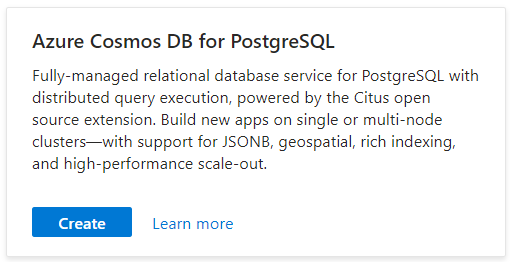 Azure Cosmos DB for PostgreSQL
Fully-managed relational database service for PostgreSQL with
distributed query execution, powered by the Citus open
source extension. Build new apps on single or multi-node
clusters—with support for JSONB, geospatial, rich indexing,
and high-performance scale-out.
Create Learn more